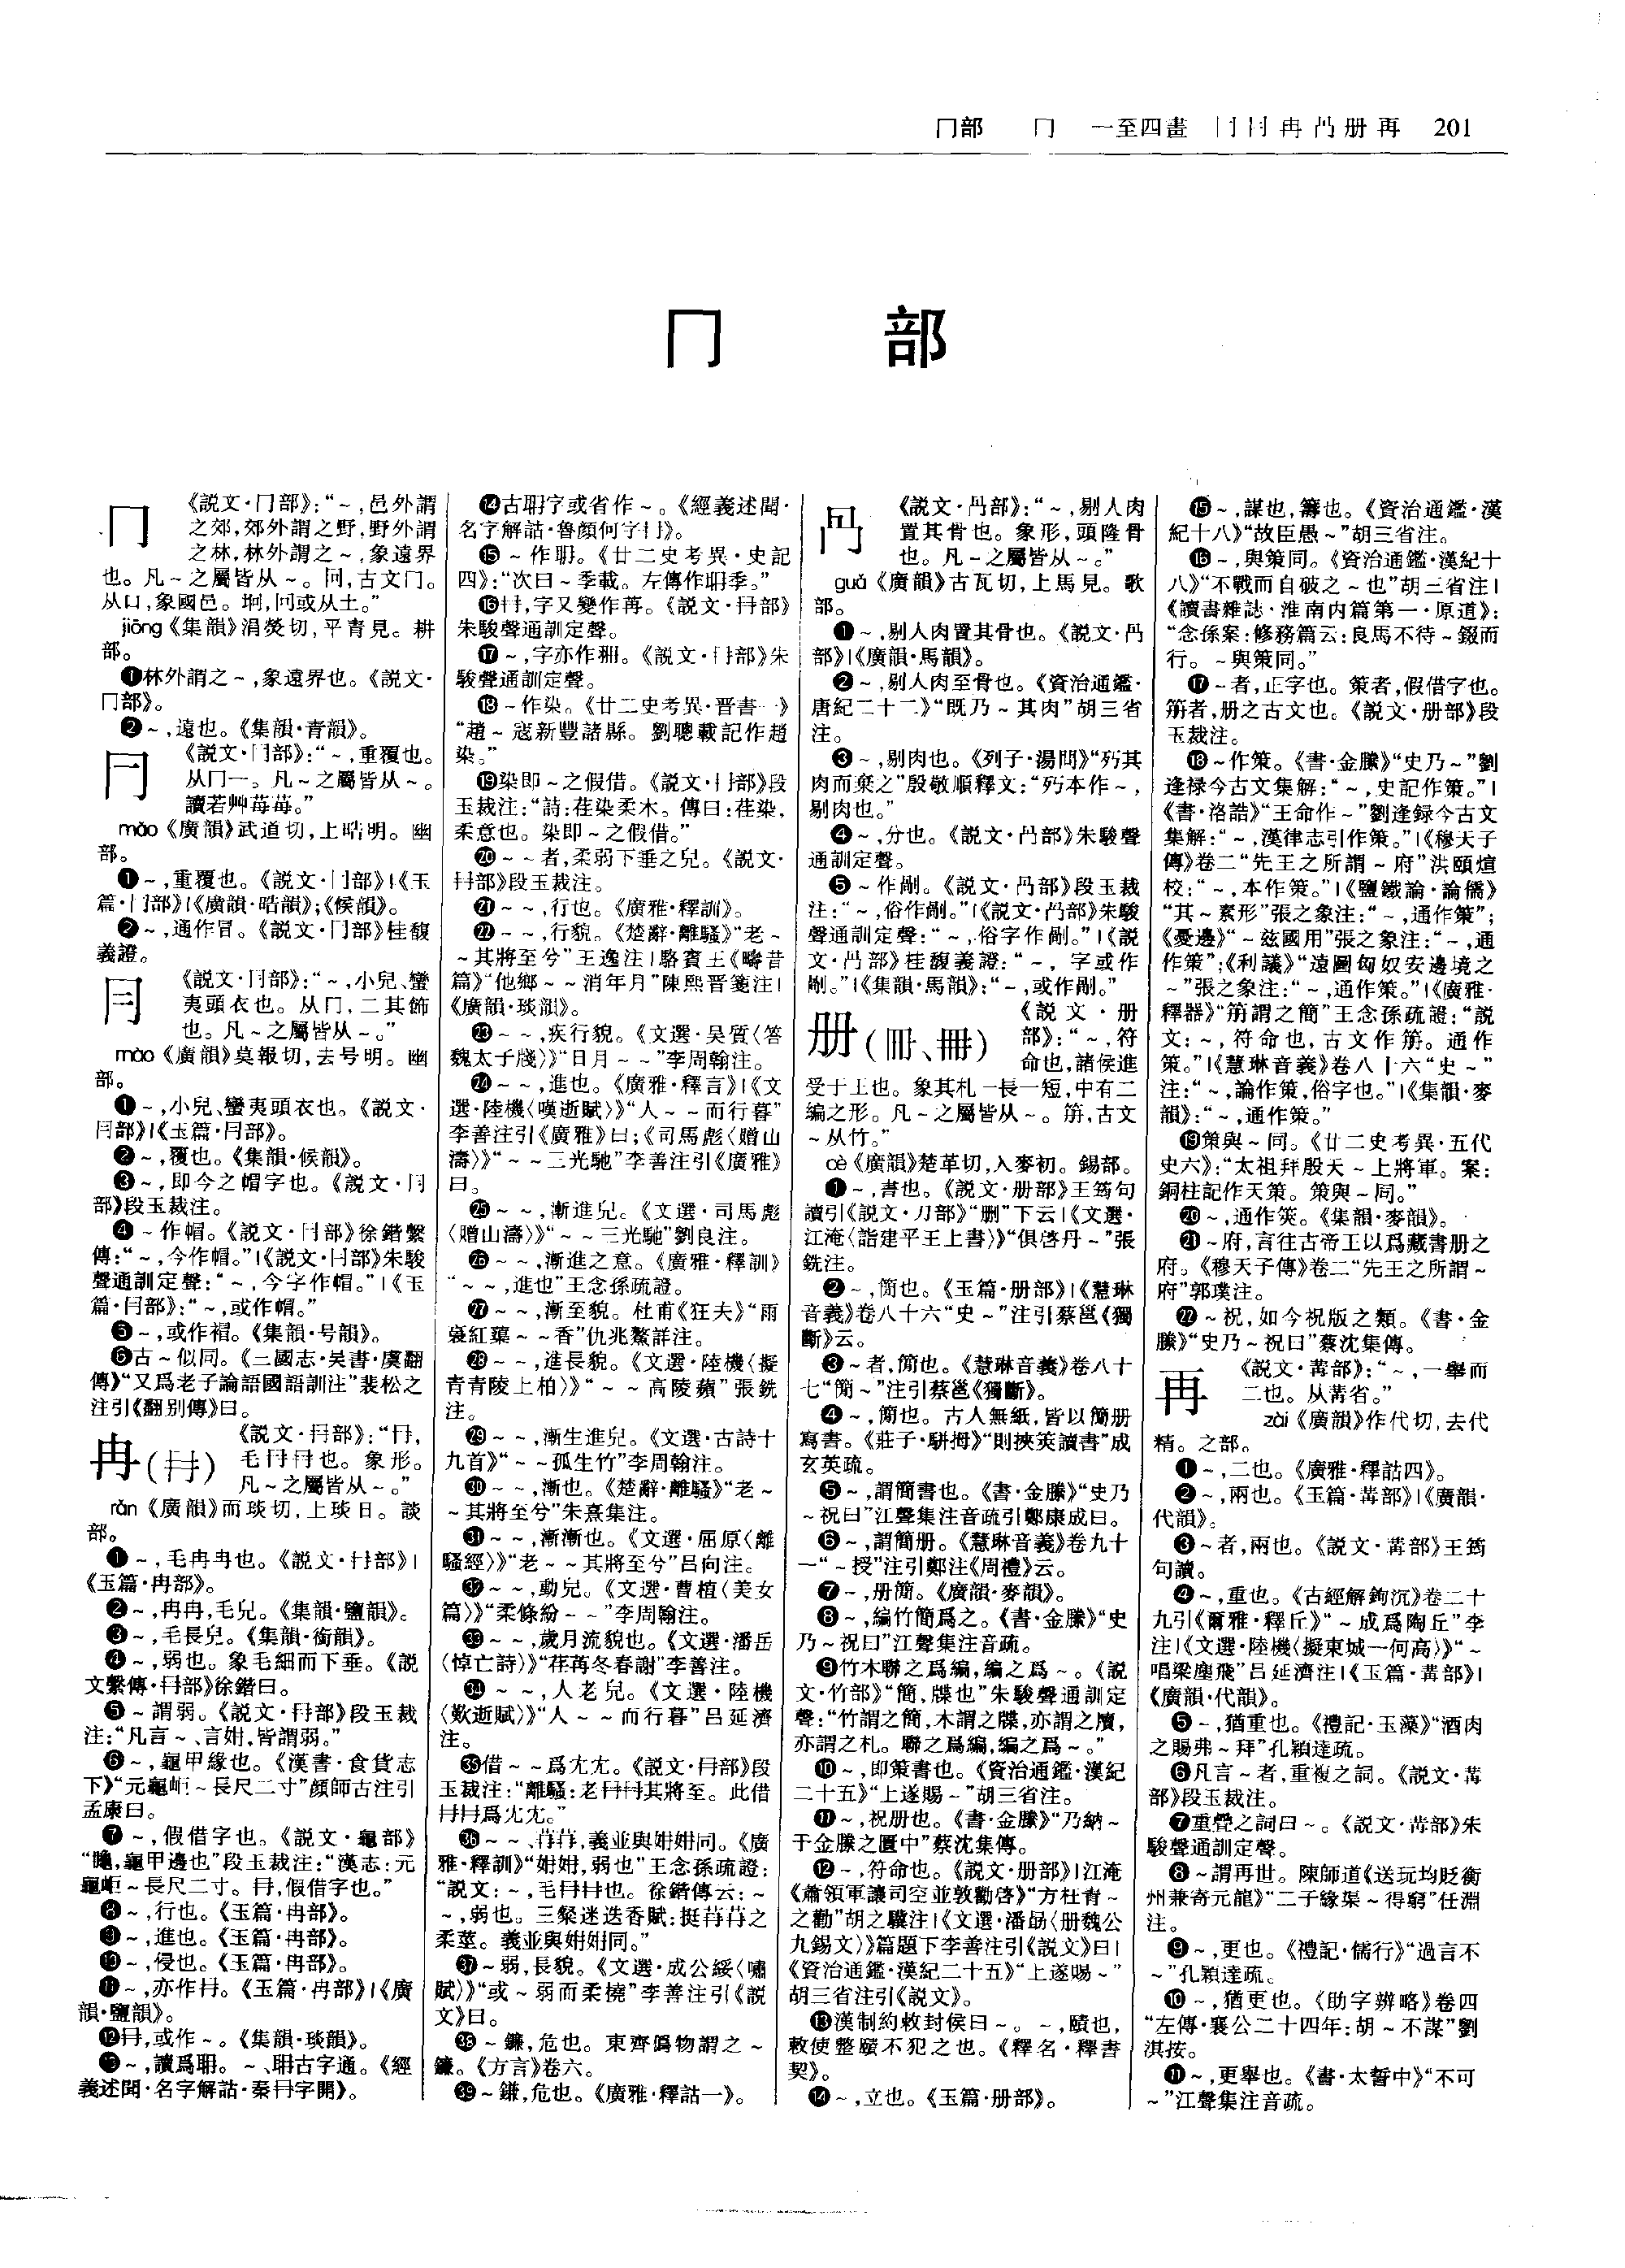 冂部 冂 一至四畫 冃冄冎册再 201
冂 部
冂
《説文·冂部》：“～，邑外謂
之郊，郊外謂之野，野外謂
之林，林外謂之～，象遠界
也。凡～之屬皆从～。冋，古文冂。
从口，象國邑。坰，冋或从土。”
jiōng《集韻》涓熒切，平青見。耕
部。
❶林外謂之～，象遠界也。《説文·
冂部》。
❷～，遠也。《集韻·青韻》。
冃
《説文·冃部》：“～，重覆也。
从冂一。凡～之屬皆从～。
讀若艸苺苺。”
mǎo《廣韻》武道切，上晧明。幽
部。
❶～，重覆也。《説文·冃部》|《玉
篇·冃部》|《廣韻·晧韻》；《候韻》。
❷～，通作冒。《説文·冃部》桂馥
義證。
冃
《説文·冃部》：“～，小兒、蠻
夷頭衣也。从冂，二其飾
也。凡～之屬皆从～。”
mào《廣韻》莫報切，去号明。幽
部。
❶～，小兒、蠻夷頭衣也。《説文·
冃部》|《玉篇·冃部》。
❷～，覆也。《集韻·候韻》。
❸～，即今之帽字也。《説文·冃
部》段玉裁注。
❹～作帽。《説文·冃部》徐鍇繫
傳：“～，今作帽。”|《説文·冃部》朱駿
聲通訓定聲：“～，今字作帽。”|《玉
篇·冃部》：“～，或作帽。”
❺～，或作褶。《集韻·号韻》。
❻古～似同。《三國志·吴書·虞翻
傳》“又爲老子論語國語訓注”裴松之
注引《翻别傳》曰。
冉(冄)
《説文·冄部》：“冄，
毛冄冄也。象形。
凡～之屬皆从～。”
rǎn《廣韻》而琰切，上琰日。談
部。
❶～，毛冉冉也。《説文·冄部》|
《玉篇·冉部》。
❷～，冉冉，毛兒。《集韻·鹽韻》。
❸～，毛長兒。《集韻·銜韻》。
❹～，弱也。象毛細而下垂。《説
文繫傳·冄部》徐鍇曰。
❺～謂弱。《説文·冄部》段玉裁
注：“凡言～、言姌，皆謂弱。”
❻～，龜甲緣也。《漢書·食貨志
下》“元龜岠～長尺二寸”顔師古注引
孟康曰。
❼～，假借字也。《説文·龜部》
“𪚮，龜甲邊也”段玉裁注：“漢志：元
龜岠～長尺二寸。冄，假借字也。”
❽～，行也。《玉篇·冉部》。
❾～，進也。《玉篇·冉部》。
❿～，侵也。《玉篇·冉部》。
⓫～，亦作冄。《玉篇·冉部》|《廣
韻·鹽韻》。
⓬冄，或作～。《集韻·琰韻》。
⓭～，讀爲𦕈。～、𦕈古字通。《經
義述聞·名字解詁·秦冄字開》。
⓮古𦕈字或省作～。《經義述聞·
名字解詁·魯顔何字冄》。
⓯～作𦕈。《廿二史考異·史記
四》：“次曰～季載。左傳作𦕈季。”
⓰冄，字又變作苒。《説文·冄部》
朱駿聲通訓定聲。
⓱～，字亦作𦕈。《説文·冄部》朱
駿聲通訓定聲。
⓲～作染。《廿二史考異·晋書一》
“趙～寇新豐諸縣。劉聰載記作趙
染。”
⓳染即～之假借。《説文·冄部》段
玉裁注：“詩：荏染柔木。傳曰：荏染，
柔意也。染即～之假借。”
⓴～～者，柔弱下垂之兒。《説文·
冄部》段玉裁注。
㉑～～，行也。《廣雅·釋訓》。
㉒～～，行貌。《楚辭·離騷》“老～
～其將至兮”王逸注|駱賓王《疇昔
篇》“他鄉～～消年月”陳熙晋箋注|
《廣韻·琰韻》。
㉓～～，疾行貌。《文選·吴質〈答
魏太子牋〉》“日月～～”李周翰注。
㉔～～，進也。《廣雅·釋言》|《文
選·陸機〈嘆逝賦〉》“人～～而行暮”
李善注引《廣雅》曰；《司馬彪〈贈山
濤〉》“～～三光馳”李善注引《廣雅》
曰。
㉕～～，漸進兒。《文選·司馬彪
〈贈山濤〉》“～～三光馳”劉良注。
㉖～～，漸進之意。《廣雅·釋訓》
“～～，進也”王念孫疏證。
㉗～～，漸至貌。杜甫《狂夫》“雨
裛紅蕖～～香”仇兆鰲詳注。
㉘～～，進長貌。《文選·陸機〈擬
青青陵上柏〉》“～～高陵蘋”張銑
注。
㉙～～，漸生進兒。《文選·古詩十
九首》“～～孤生竹”李周翰注。
㉚～～，漸也。《楚辭·離騷》“老～
～其將至兮”朱熹集注。
㉛～～，漸漸也。《文選·屈原〈離
騷經〉》“老～～其將至兮”吕向注。
㉜～～，動兒。《文選·曹植〈美女
篇〉》“柔條紛～～”李周翰注。
㉝～～，歲月流貌也。《文選·潘岳
〈悼亡詩〉》“荏苒冬春謝”李善注。
㉞～～，人老兒。《文選·陸機
〈歎逝賦〉》“人～～而行暮”吕延濟
注。
㉟借～～爲尢尢。《説文·冄部》段
玉裁注：“離騷：老冄冄其將至。此借
冄冄爲尢尢。”
㊱～～、苒苒，義並與姌姌同。《廣
雅·釋訓》“姌姌，弱也”王念孫疏證：
“説文：～，毛冄冄也。徐鍇傳云：～
～，弱也。王粲迷迭香賦：挺苒苒之
柔莖。義並與姌姌同。”
㊲～弱，長貌。《文選·成公綏〈嘯
賦〉》“或～弱而柔橈”李善注引《説
文》曰。
㊳～鐮，危也。東齊僞物謂之～
鐮。《方言》卷六。
㊴～鎌，危也。《廣雅·釋詁一》。
冎
《説文·冎部》：“～，剔人肉
置其骨也。象形，頭隆骨
也。凡～之屬皆从～。”
guǎ《廣韻》古瓦切，上馬見。歌
部。
❶～，剔人肉置其骨也。《説文·冎
部》|《廣韻·馬韻》。
❷～，剔人肉至骨也。《資治通鑑·
唐紀二十二》“既乃～其肉”胡三省
注。
❸～，剔肉也。《列子·湯問》“𣧍其
肉而棄之”殷敬順釋文：“𣧍本作～，
剔肉也。”
❹～，分也。《説文·冎部》朱駿聲
通訓定聲。
❺～作剮。《説文·冎部》段玉裁
注：“～，俗作剮。”|《説文·冎部》朱駿
聲通訓定聲：“～，俗字作剮。”|《説
文·冎部》桂馥義證：“～，字或作
剮。”|《集韻·馬韻》：“～，或作剮。”
册(𠕁、冊)
《説文·册
部》：“～，符
命也，諸侯進
受于王也。象其札一長一短，中有二
編之形。凡～之屬皆从～。笧，古文
～从竹。”
cè《廣韻》楚革切，入麥初。錫部。
❶～，書也。《説文·册部》王筠句
讀引《説文·刀部》“删”下云|《文選·
江淹〈詣建平王上書〉》“俱啓丹～”張
銑注。
❷～，簡也。《玉篇·册部》|《慧琳
音義》卷八十六“史～”注引蔡邕《獨
斷》云。
❸～者，簡也。《慧琳音義》卷八十
七“簡～”注引蔡邕《獨斷》。
❹～，簡也。古人無紙，皆以簡册
寫書。《莊子·駢拇》“則挾筴讀書”成
玄英疏。
❺～，謂簡書也。《書·金縢》“史乃
～祝曰”江聲集注音疏引鄭康成曰。
❻～，謂簡册。《慧琳音義》卷九十
一“～授”注引鄭注《周禮》云。
❼～，册簡。《廣韻·麥韻》。
❽～，編竹簡爲之。《書·金縢》“史
乃～祝曰”江聲集注音疏。
❾竹木聯之爲編，編之爲～。《説
文·竹部》“簡，牒也”朱駿聲通訓定
聲：“竹謂之簡，木謂之牒，亦謂之牘，
亦謂之札。聯之爲編，編之爲～。”
❿～，即策書也。《資治通鑑·漢紀
二十五》“上遂賜～”胡三省注。
⓫～，祝册也。《書·金縢》“乃納～
于金縢之匱中”蔡沈集傳。
⓬～，符命也。《説文·册部》|江淹
《蕭領軍讓司空並敦勸啓》“方杜青～
之勸”胡之驥注|《文選·潘勗〈册魏公
九錫文〉》篇題下李善注引《説文》曰|
《資治通鑑·漢紀二十五》“上遂賜～”
胡三省注引《説文》。
⓭漢制約敕封侯曰～。～，賾也，
敕使整賾不犯之也。《釋名·釋書
契》。
⓮～，立也。《玉篇·册部》。
⓯～，謀也，籌也。《資治通鑑·漢
紀十八》“故臣愚～”胡三省注。
⓰～，與策同。《資治通鑑·漢紀十
八》“不戰而自破之～也”胡三省注|
《讀書雜誌·淮南内篇第一·原道》：
“念孫案：修務篇云：良馬不待～錣而
行。～與策同。”
⓱～者，正字也。策者，假借字也。
笧者，册之古文也。《説文·册部》段
玉裁注。
⓲～作策。《書·金縢》“史乃～”劉
逢禄今古文集解：“～，史記作策。”|
《書·洛誥》“王命作～”劉逢録今古文
集解：“～，漢律志引作策。”|《穆天子
傳》卷二“先王之所謂～府”洪頤煊
校：“～，本作策。”|《鹽鐵論·論儒》
“其～素形”張之象注：“～，通作策”；
《憂邊》“～兹國用”張之象注：“～，通
作策”；《利議》“遠圖匈奴安邊境之
～”張之象注：“～，通作策。”|《廣雅·
釋器》“笧謂之簡”王念孫疏證：“説
文：～，符命也，古文作笧。通作
策。”|《慧琳音義》卷八十六“史～”
注：“～，論作策，俗字也。”|《集韻·麥
韻》：“～，通作策。”
⓳策與～同。《廿二史考異·五代
史六》：“太祖拜殷天～上將軍。案：
銅柱記作天策。策與～同。”
⓴～，通作筴。《集韻·麥韻》。
㉑～府，言往古帝王以爲藏書册之
府。《穆天子傳》卷二“先王之所謂～
府”郭璞注。
㉒～祝，如今祝版之類。《書·金
縢》“史乃～祝曰”蔡沈集傳。
再
《説文·冓部》：“～，一舉而
二也。从冓省。”
zài《廣韻》作代切，去代
精。之部。
❶～，二也。《廣雅·釋詁四》。
❷～，兩也。《玉篇·冓部》|《廣韻·
代韻》。
❸～者，兩也。《説文·冓部》王筠
句讀。
❹～，重也。《古經解鉤沉》卷二十
九引《爾雅·釋丘》“～成爲陶丘”李
注|《文選·陸機〈擬東城一何高〉》“～
唱梁塵飛”吕延濟注|《玉篇·冓部》|
《廣韻·代韻》。
❺～，猶重也。《禮記·玉藻》“酒肉
之賜弗～拜”孔穎達疏。
❻凡言～者，重複之詞。《説文·冓
部》段玉裁注。
❼重疊之詞曰～。《説文·冓部》朱
駿聲通訓定聲。
❽～謂再世。陳師道《送玩均貶衡
州兼寄元龍》“二子緣渠～得窮”任淵
注。
❾～，更也。《禮記·儒行》“過言不
～”孔穎達疏。
❿～，猶更也。《助字辨略》卷四
“左傳·襄公二十四年：胡～不謀”劉
淇按。
⓫～，更舉也。《書·太誓中》“不可
～”江聲集注音疏。